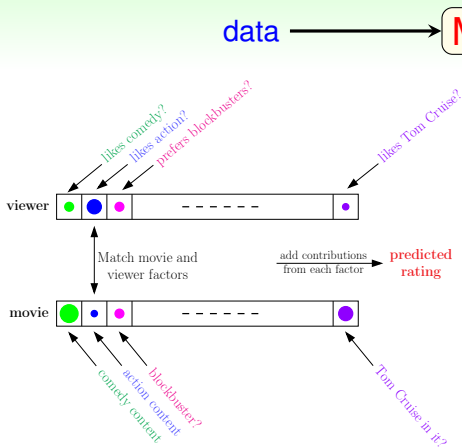 data
M
likes comedy?
likes action?
prefers blockbusters?
likes Tom Cruise?
viewer
Match movie and
viewer factors
add contributions
from each factor
predicted
rating
movie
comedy content
action content
blockbuster?
Tom Cruise in it?